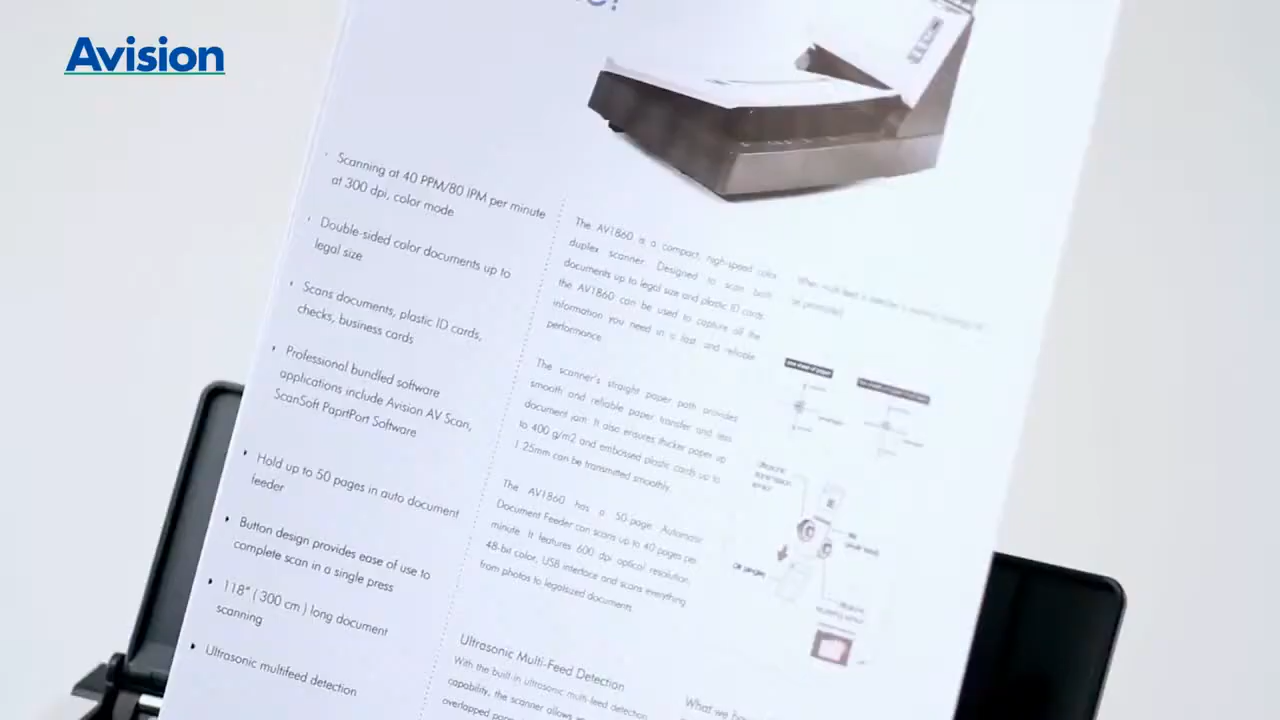 Avision
Scanning at 40 PPM/80 IPM per minute
at 300 dpi, color mode
Double-sided color documents up to
legal size
Scans documents, plastic ID cards,
checks, business cards
Professional bundled software
applications include Avision AV Scan,
ScanSoft PaprtPort Software
Hold up to 50 pages in auto document
feeder
Button design provides ease of use to
complete scan in a single press
118" ( 300 cm ) long document
scanning
Ultrasonic multifeed detection
The AV1860 is a compact, high-speed color
duplex scanner. Designed to scan both
documents up to legal size and plastic ID cards,
the AV1860 can be used to capture all the
information you need in a fast and reliable
performance.
The scanner's straight paper path provides
smooth and reliable paper transfer and less
document jam. It also ensures thicker paper up
to 400 g/m2 and embossed plastic cards up to
1.25mm can be transmitted smoothly.
The AV1860 has a 50-page Automatic
Document Feeder can scans up to 40 pages per
minute. It features 600 dpi optical resolution,
48-bit color, USB interface and scans everything
from photos to legalsized documents.
Ultrasonic Multi-Feed Detection
With the built-in ultrasonic multi-feed detection
capability, the scanner allows
overlapped
Ultrasonic
transmission
sensor
What we